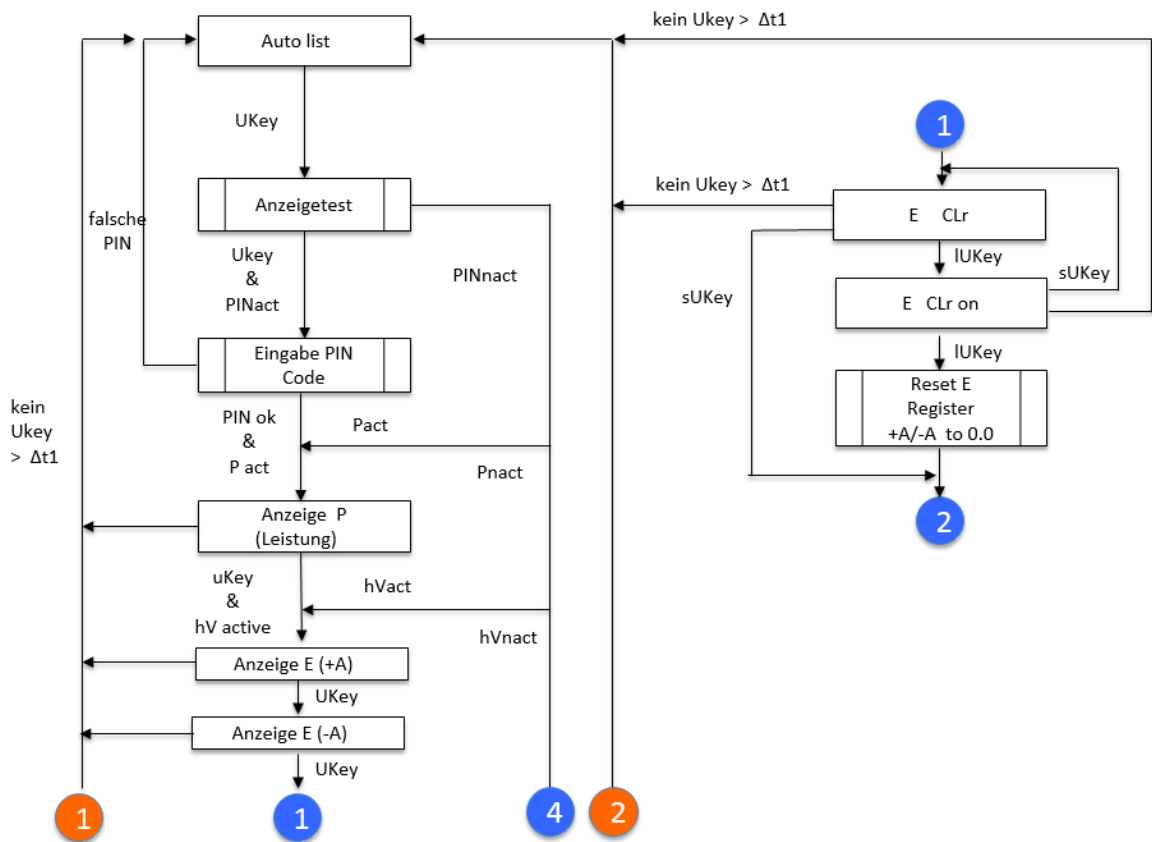 kein Ukey > Δt1
Auto list
UKey
1
kein Ukey > Δt1
Anzeigetest
E CLr
falsche
PIN
Ukey
&
PINact
PINnact
lUKey
sUKey
sUKey
E CLr on
Eingabe PIN
Code
lUKey
Reset E
Register
+A/-A to 0.0
kein
Ukey
> Δt1
PIN ok
&
P act
Pact
Pnact
Anzeige P
(Leistung)
2
uKey
&
hV active
hVact
hVnact
Anzeige E (+A)
UKey
Anzeige E (-A)
UKey
1
1
4
2